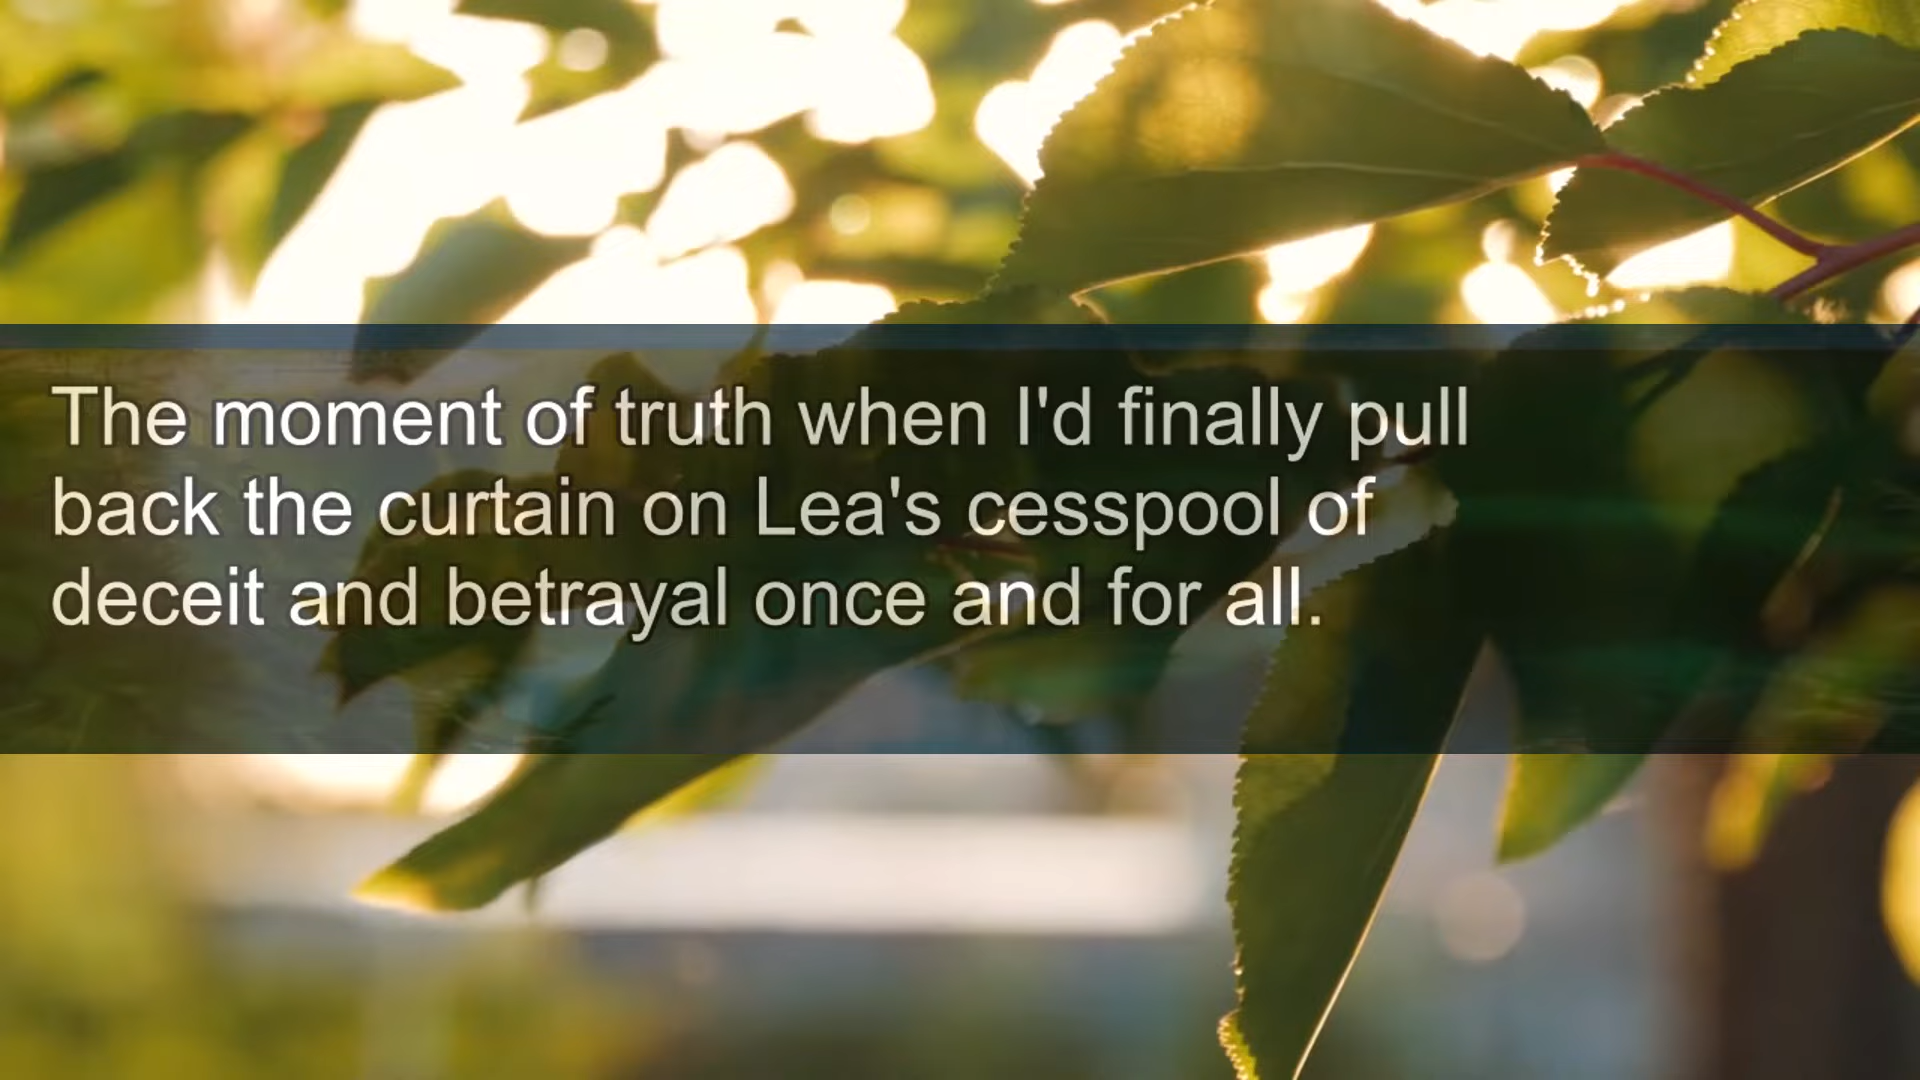 The moment of truth when I'd finally pull
back the curtain on Lea's cesspool of
deceit and betrayal once and for all.